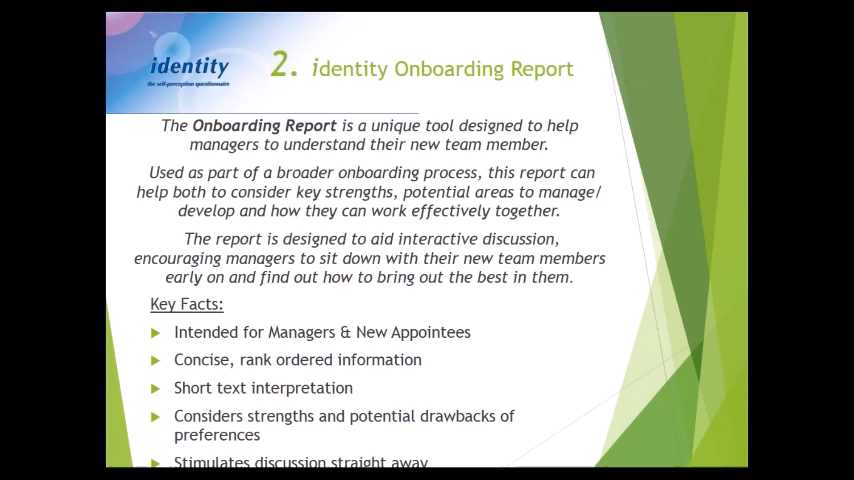 identity
the self-perception questionnaire
2. identity Onboarding Report
The Onboarding Report is a unique tool designed to help
managers to understand their new team member.
Used as part of a broader onboarding process, this report can
help both to consider key strengths, potential areas to manage/
develop and how they can work effectively together.
The report is designed to aid interactive discussion,
encouraging managers to sit down with their new team members
early on and find out how to bring out the best in them.
Key Facts:
Intended for Managers & New Appointees
Concise, rank ordered information
Short text interpretation
Considers strengths and potential drawbacks of
preferences
Stimulates discussion straight away